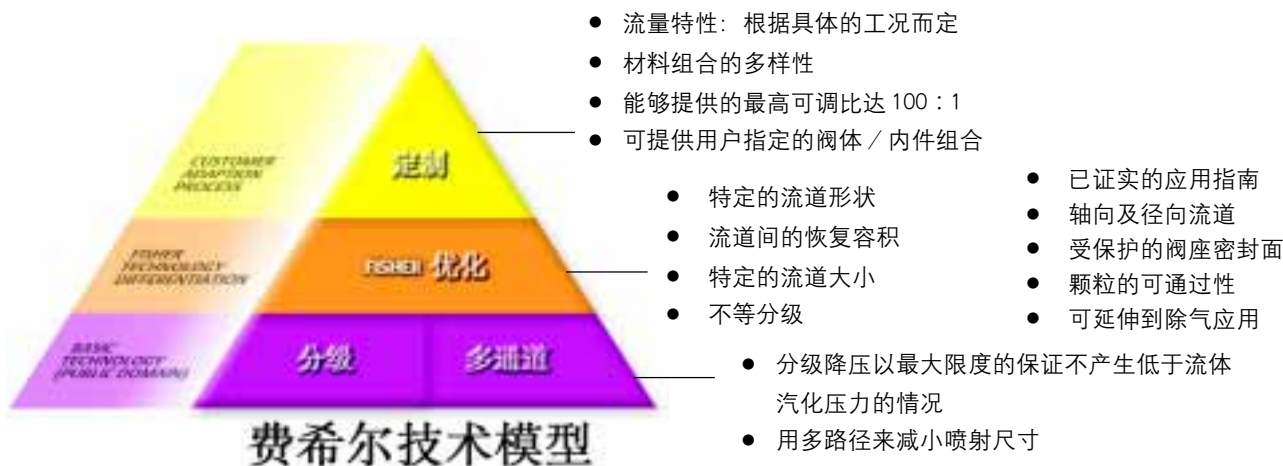 ● 流量特性：根据具体的工况而定
● 材料组合的多样性
● 能够提供的最高可调比达 100：1
● 可提供用户指定的阀体／内件组合
CUSTOMER
ADAPTION
PROCESS
定制
● 特定的流道形状
● 流道间的恢复容积
● 特定的流道大小
● 不等分级
● 已证实的应用指南
● 轴向及径向流道
● 受保护的阀座密封面
● 颗粒的可通过性
● 可延伸到除气应用
FISHER
TECHNOLOGY
DIFFERENTIATION
FISHER 优化
BASIC
TECHNOLOGY
(PUBLIC DOMAIN)
分级
多通道
● 分级降压以最大限度的保证不产生低于流体
汽化压力的情况
● 用多路径来减小喷射尺寸
费希尔技术模型